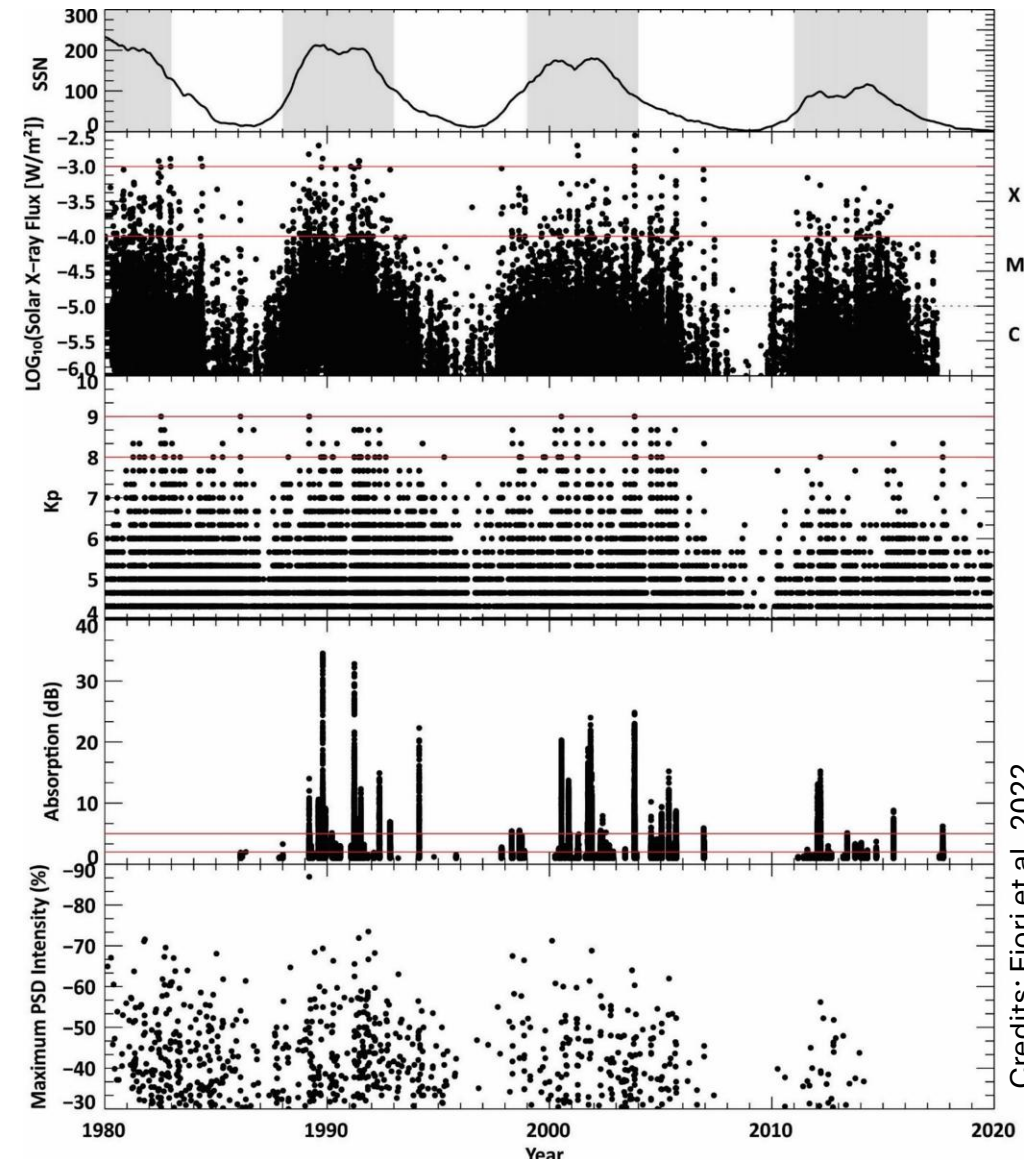 SSN
300
200
100
0
LOG₁₀(Solar X–ray Flux [W/m²])
−2.5
−3.0
−3.5
−4.0
−4.5
−5.0
−5.5
−6.0
X
M
C
Kp
10
9
8
7
6
5
4
Absorption (dB)
40
30
20
10
0
Maximum PSD Intensity (%)
−90
−80
−70
−60
−50
−40
−30
1980 1990 2000 2010 2020
Year
Credits: Fiori et al. 2022